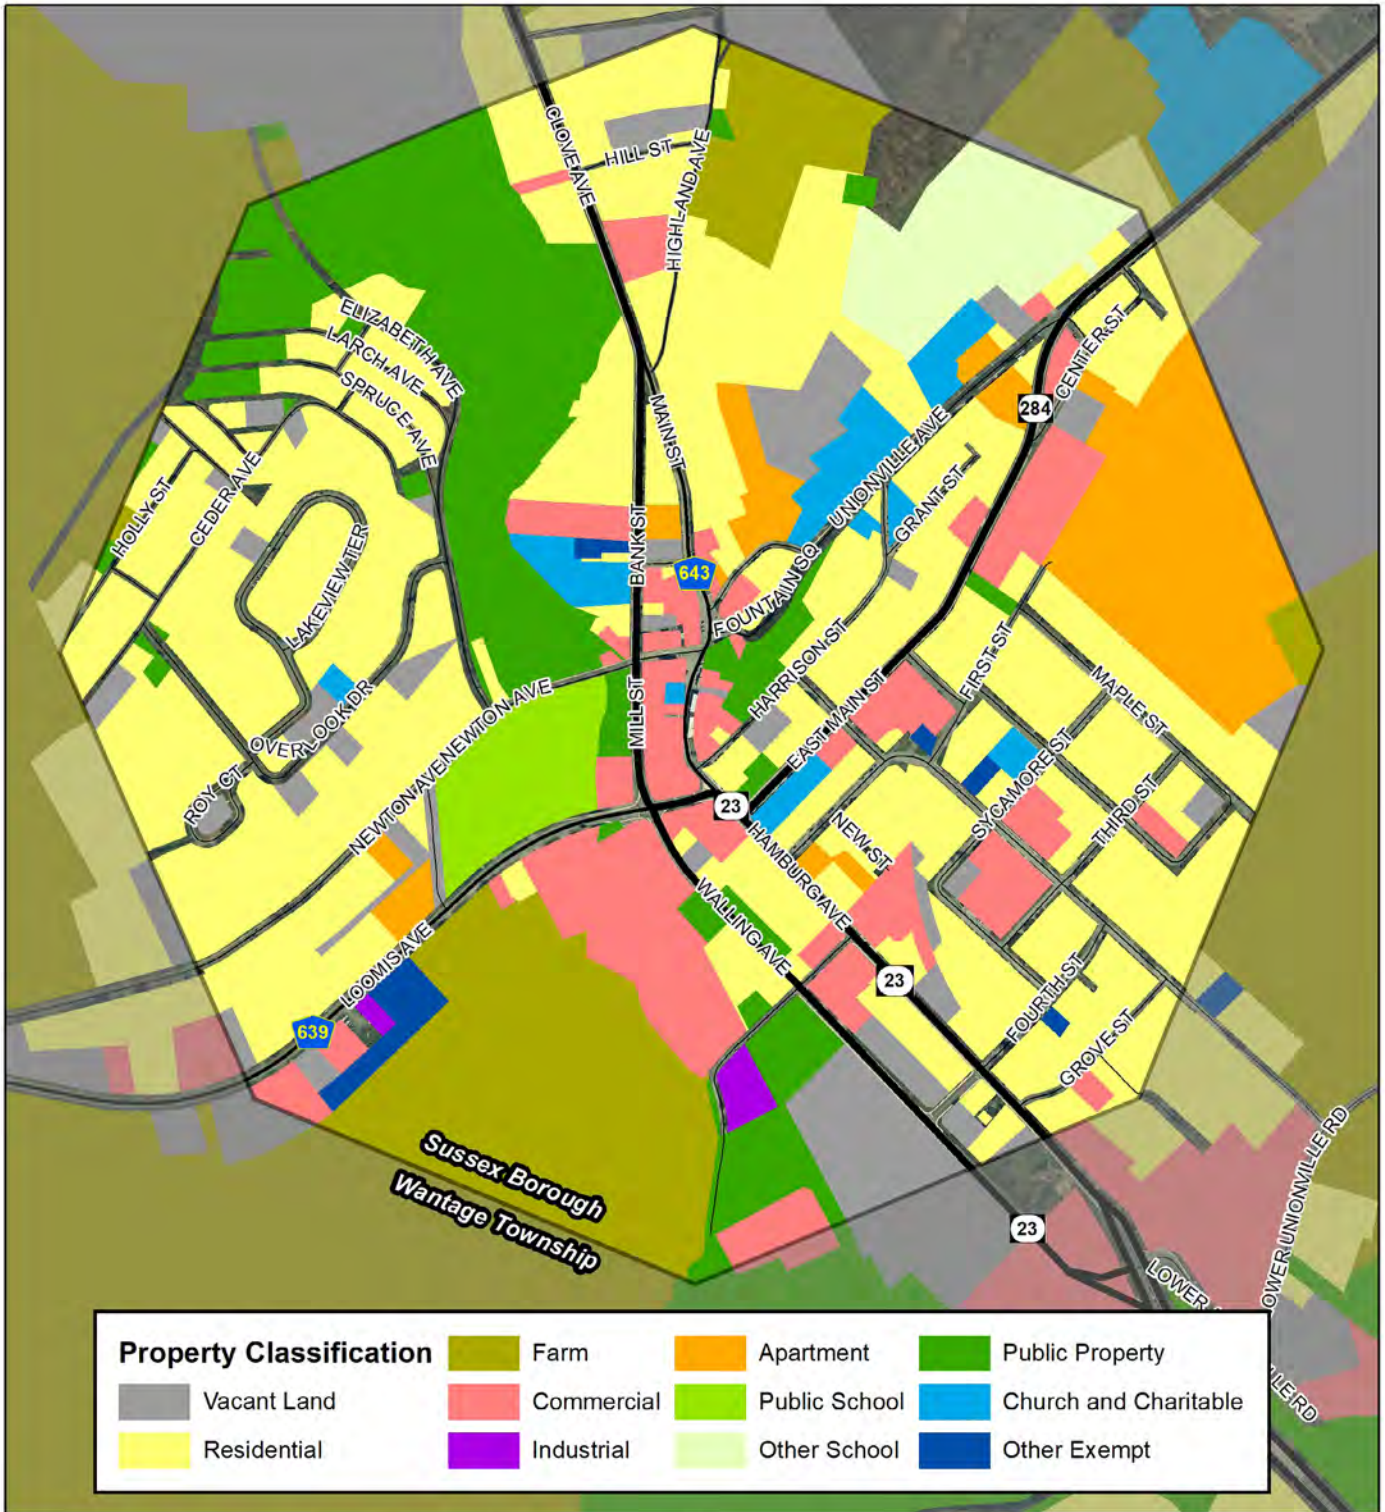 CLOVE AVE
HILL ST
HIGHLAND AVE
ELIZABETH AVE
LARCH AVE
SPRUCE AVE
MAIN ST
CENTER ST
284
UNIONVILLE AVE
GRANT ST
HOLLY ST
CEDER AVE
LAKEVIEW TER
BANK ST
643
FOUNTAIN SQ
HARRISON ST
FIRST ST
MAPLE ST
EAST MAIN ST
MILL ST
NEWTON AVE
NEWTON AVE
OVERLOOK DR
ROY CT
SYCAMORE ST
THIRD ST
23
NEW ST
HAMBURG AVE
WALLING AVE
LOOMIS AVE
23
639
FOURTH ST
GROVE ST
Sussex Borough
Wantage Township
23
LOWER
OWER UNIONVILLE RD
LLE RD
Property Classification
Vacant Land
Residential
Farm
Commercial
Industrial
Apartment
Public School
Other School
Public Property
Church and Charitable
Other Exempt